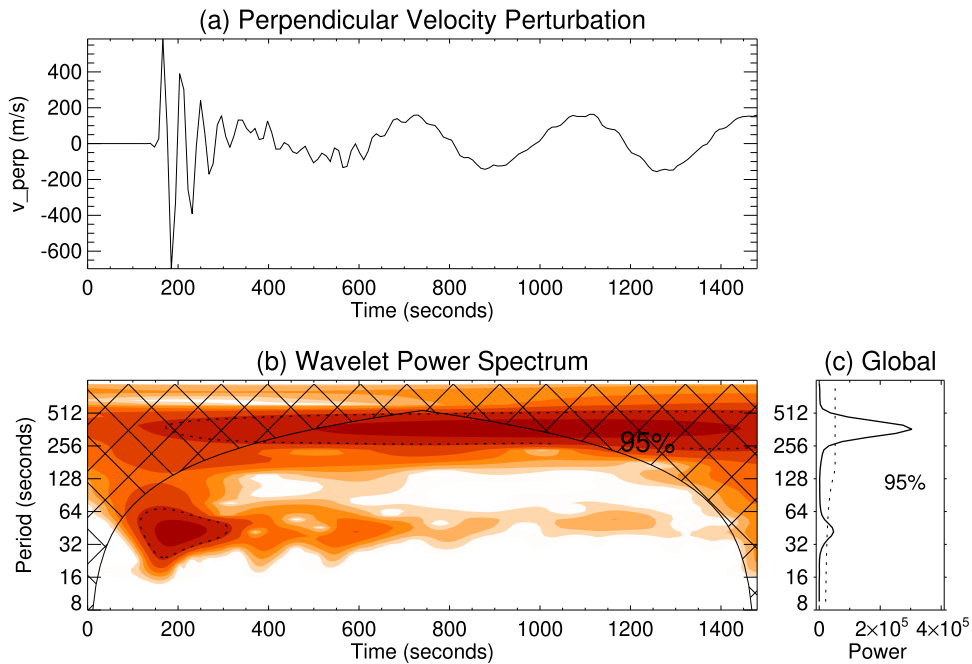 (a) Perpendicular Velocity Perturbation
400
200
0
-200
-400
-600
v_perp (m/s)
0 200 400 600 800 1000 1200 1400
Time (seconds)
(b) Wavelet Power Spectrum
512
256
128
64
32
16
8
Period (seconds)
95%
0 200 400 600 800 1000 1200 1400
Time (seconds)
(c) Global
512
256
128
64
32
16
8
95%
0 2×10⁵ 4×10⁵
Power